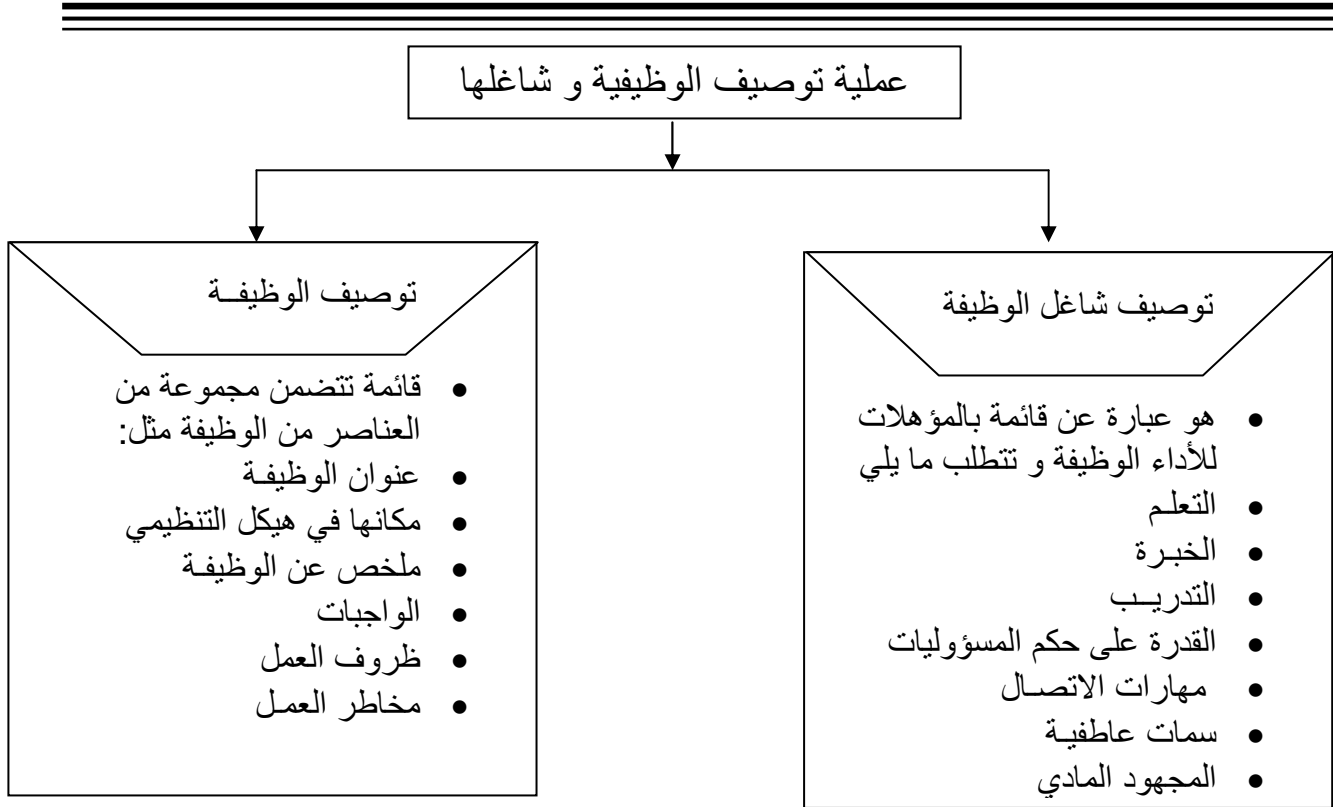 عملية توصيف الوظيفية و شاغلها
توصيف شاغل الوظيفة
• هو عبارة عن قائمة بالمؤهلات
للأداء الوظيفة و تتطلب ما يلي
• التعلـم
• الخبـرة
• التدريــب
• القدرة على حكم المسؤوليات
• مهارات الاتصـال
• سمات عاطفيـة
• المجهود المادي
توصيف الوظيفــة
• قائمة تتضمن مجموعة من
العناصر من الوظيفة مثل:
• عنوان الوظيفـة
• مكانها في هيكل التنظيمي
• ملخص عن الوظيفـة
• الواجبات
• ظروف العمل
• مخاطر العمـل